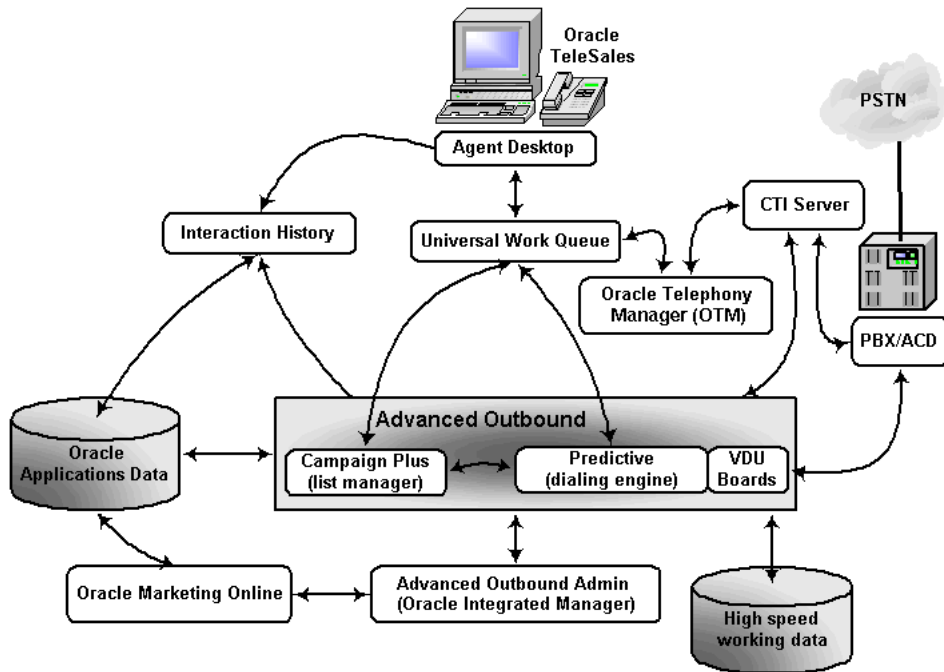 Oracle
TeleSales
PSTN
Agent Desktop
CTI Server
Interaction History
Universal Work Queue
Oracle Telephony
Manager (OTM)
PBX/ACD
Advanced Outbound
Oracle
Applications Data
Campaign Plus
(list manager)
Predictive
(dialing engine)
VDU
Boards
Oracle Marketing Online
Advanced Outbound Admin
(Oracle Integrated Manager)
High speed
working data